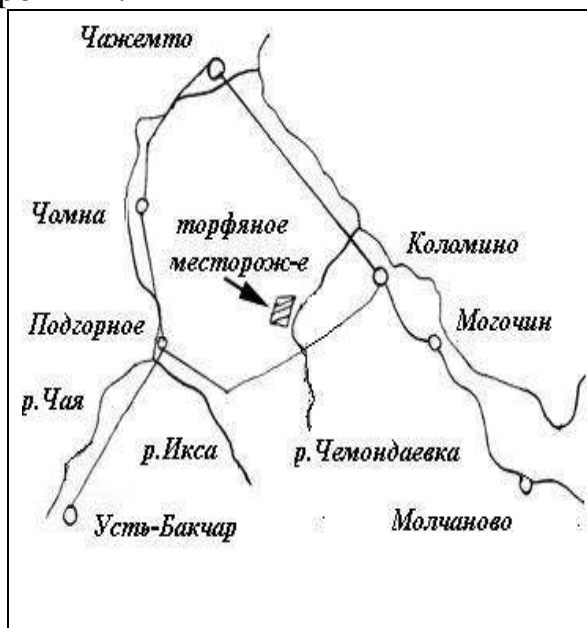 Чажемто
Чомна
торфяное
месторож-е
Коломино
Подгорное
Могочин
р.Чая
р.Икса
р.Чемондаевка
Усть-Бакчар
Молчаново